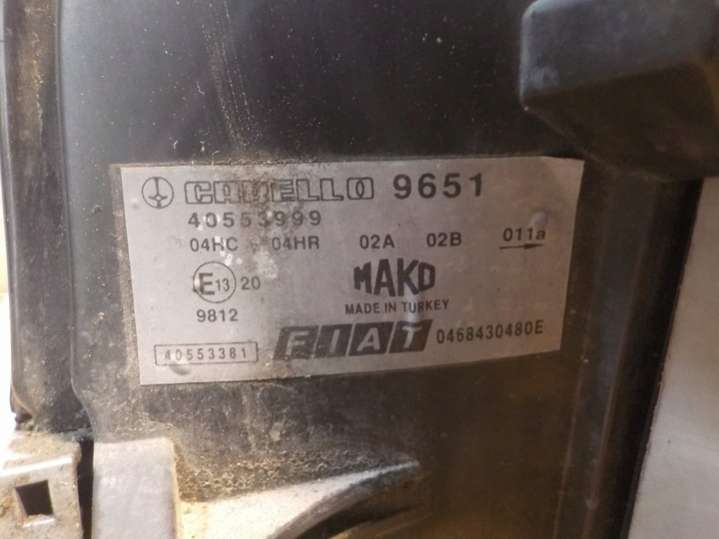 CARELLO 9651
40553999
04HC 04HR 02A 02B 011a
E13 20
MAKO
MADE IN TURKEY
9812
40553381
FIAT 0468430480E